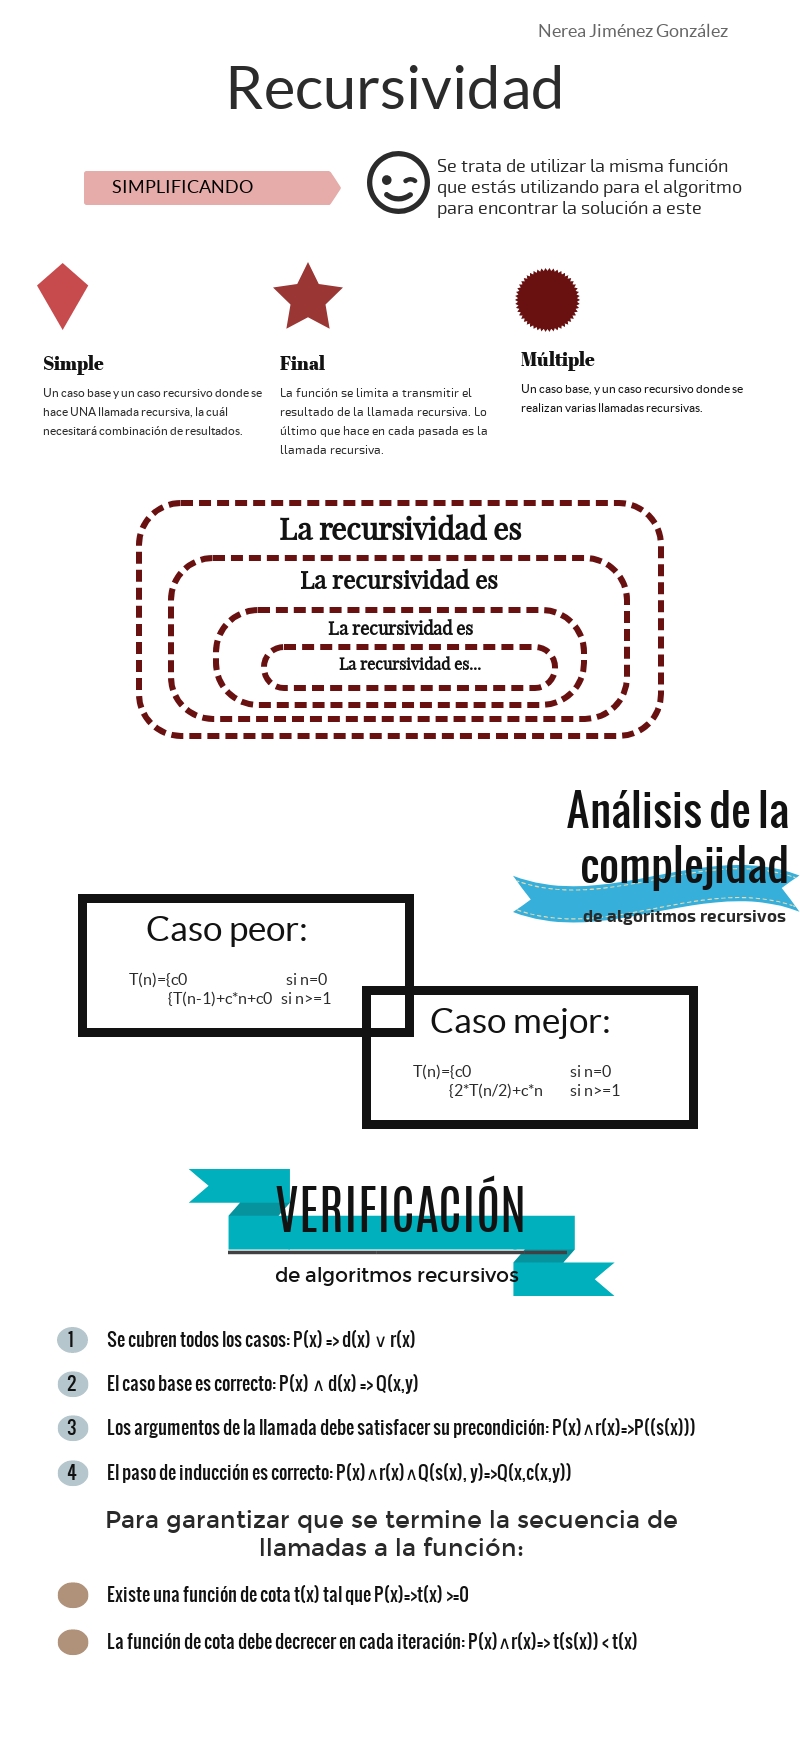 Nerea Jiménez González
Recursividad
SIMPLIFICANDO
Se trata de utilizar la misma función
que estás utilizando para el algoritmo
para encontrar la solución a este
Simple
Un caso base y un caso recursivo donde se
hace UNA llamada recursiva, la cuál
necesitará combinación de resultados.
Final
La función se limita a transmitir el
resultado de la llamada recursiva. Lo
último que hace en cada pasada es la
llamada recursiva.
Múltiple
Un caso base, y un caso recursivo donde se
realizan varias llamadas recursivas.
La recursividad es
La recursividad es
La recursividad es
La recursividad es...
Análisis de la
complejidad
de algoritmos recursivos
Caso peor:
T(n)={c0 si n=0
{T(n-1)+c*n+c0 si n>=1
Caso mejor:
T(n)={c0 si n=0
{2*T(n/2)+c*n si n>=1
VERIFICACIÓN
de algoritmos recursivos
1 Se cubren todos los casos: P(x) => d(x) ∨ r(x)
2 El caso base es correcto: P(x) ∧ d(x) => Q(x,y)
3 Los argumentos de la llamada debe satisfacer su precondición: P(x)∧r(x)=>P((s(x)))
4 El paso de inducción es correcto: P(x)∧r(x)∧Q(s(x), y)=>Q(x,c(x,y))
Para garantizar que se termine la secuencia de
llamadas a la función:
Existe una función de cota t(x) tal que P(x)=>t(x) >=0
La función de cota debe decrecer en cada iteración: P(x)∧r(x)=> t(s(x)) < t(x)